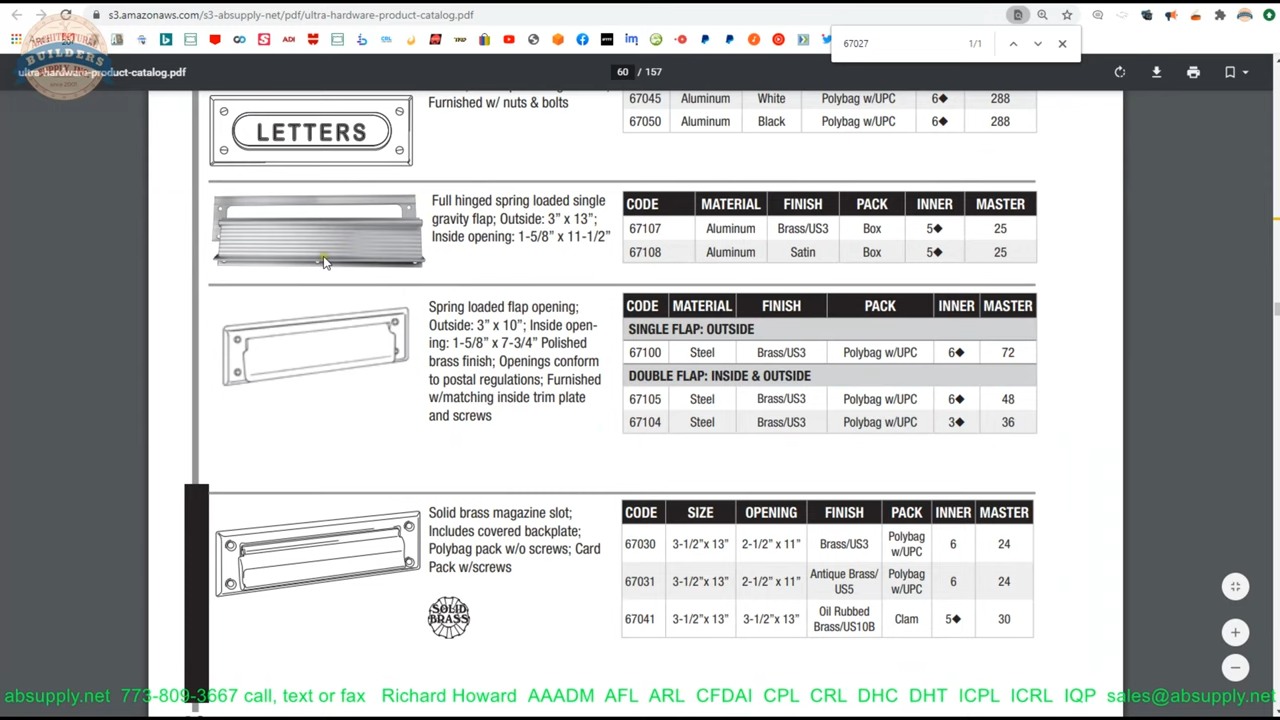 s3.amazonaws.com/s3-absupply-net/pdf/ultra-hardware-product-catalog.pdf
67027 1/1
ARCHITECTURAL
BUILDERS
SUPPLY INC.
since 2005
ultra-hardware-product-catalog.pdf
60 / 157
LETTERS
Furnished w/ nuts & bolts
67045 Aluminum White Polybag w/UPC 6◆ 288
67050 Aluminum Black Polybag w/UPC 6◆ 288
Full hinged spring loaded single
gravity flap; Outside: 3” x 13”;
Inside opening: 1-5/8” x 11-1/2”
CODE MATERIAL FINISH PACK INNER MASTER
67107 Aluminum Brass/US3 Box 5◆ 25
67108 Aluminum Satin Box 5◆ 25
Spring loaded flap opening;
Outside: 3” x 10”; Inside open-
ing: 1-5/8” x 7-3/4” Polished
brass finish; Openings conform
to postal regulations; Furnished
w/matching inside trim plate
and screws
CODE MATERIAL FINISH PACK INNER MASTER
SINGLE FLAP: OUTSIDE
67100 Steel Brass/US3 Polybag w/UPC 6◆ 72
DOUBLE FLAP: INSIDE & OUTSIDE
67105 Steel Brass/US3 Polybag w/UPC 6◆ 48
67104 Steel Brass/US3 Polybag w/UPC 3◆ 36
Solid brass magazine slot;
Includes covered backplate;
Polybag pack w/o screws; Card
Pack w/screws
SOLID
BRASS
CODE SIZE OPENING FINISH PACK INNER MASTER
67030 3-1/2”x 13” 2-1/2” x 11” Brass/US3 Polybag w/UPC 6 24
67031 3-1/2”x 13” 2-1/2” x 11” Antique Brass/US5 Polybag w/UPC 6 24
67041 3-1/2”x 13” 3-1/2”x 13” Oil Rubbed Brass/US10B Clam 5◆ 30
absupply.net 773-809-3667 call, text or fax Richard Howard AAADM AFL ARL CFDAI CPL CRL DHC DHT ICPL ICRL IQP sales@absupply.net